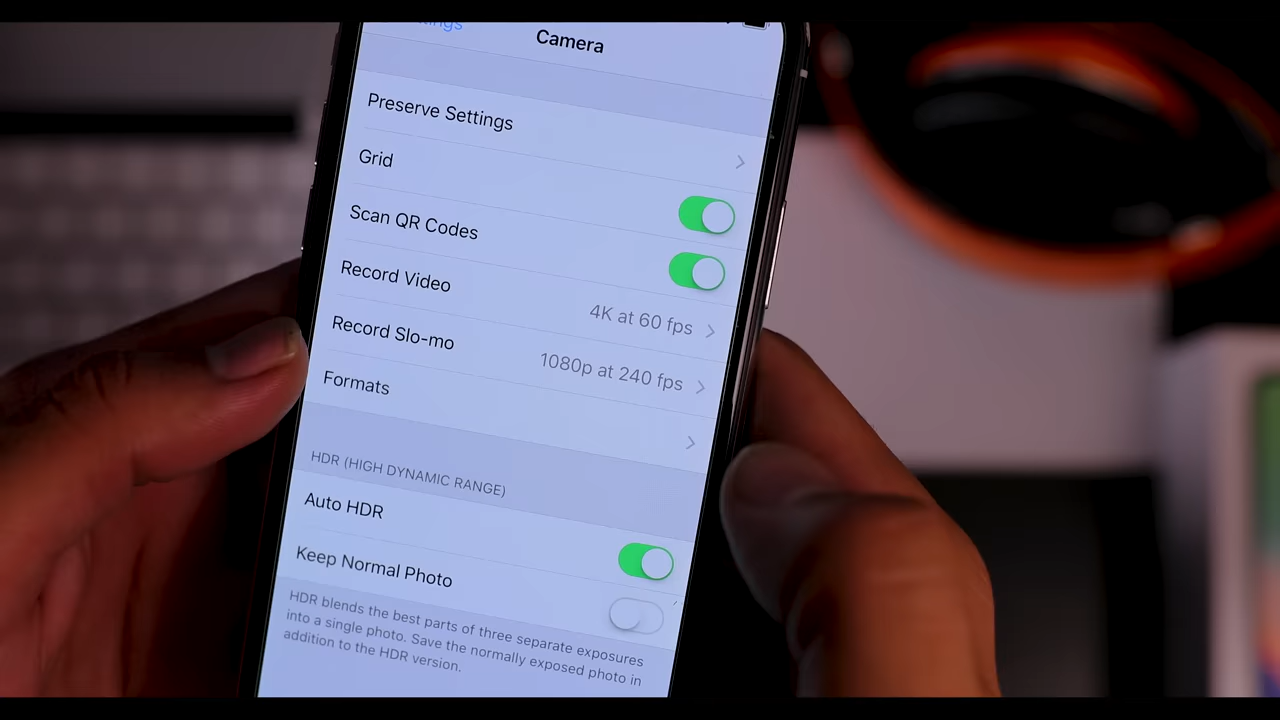 Camera
Preserve Settings
Grid
Scan QR Codes
Record Video 4K at 60 fps
Record Slo-mo 1080p at 240 fps
Formats
HDR (HIGH DYNAMIC RANGE)
Auto HDR
Keep Normal Photo
HDR blends the best parts of three separate exposures
into a single photo. Save the normally exposed photo in
addition to the HDR version.